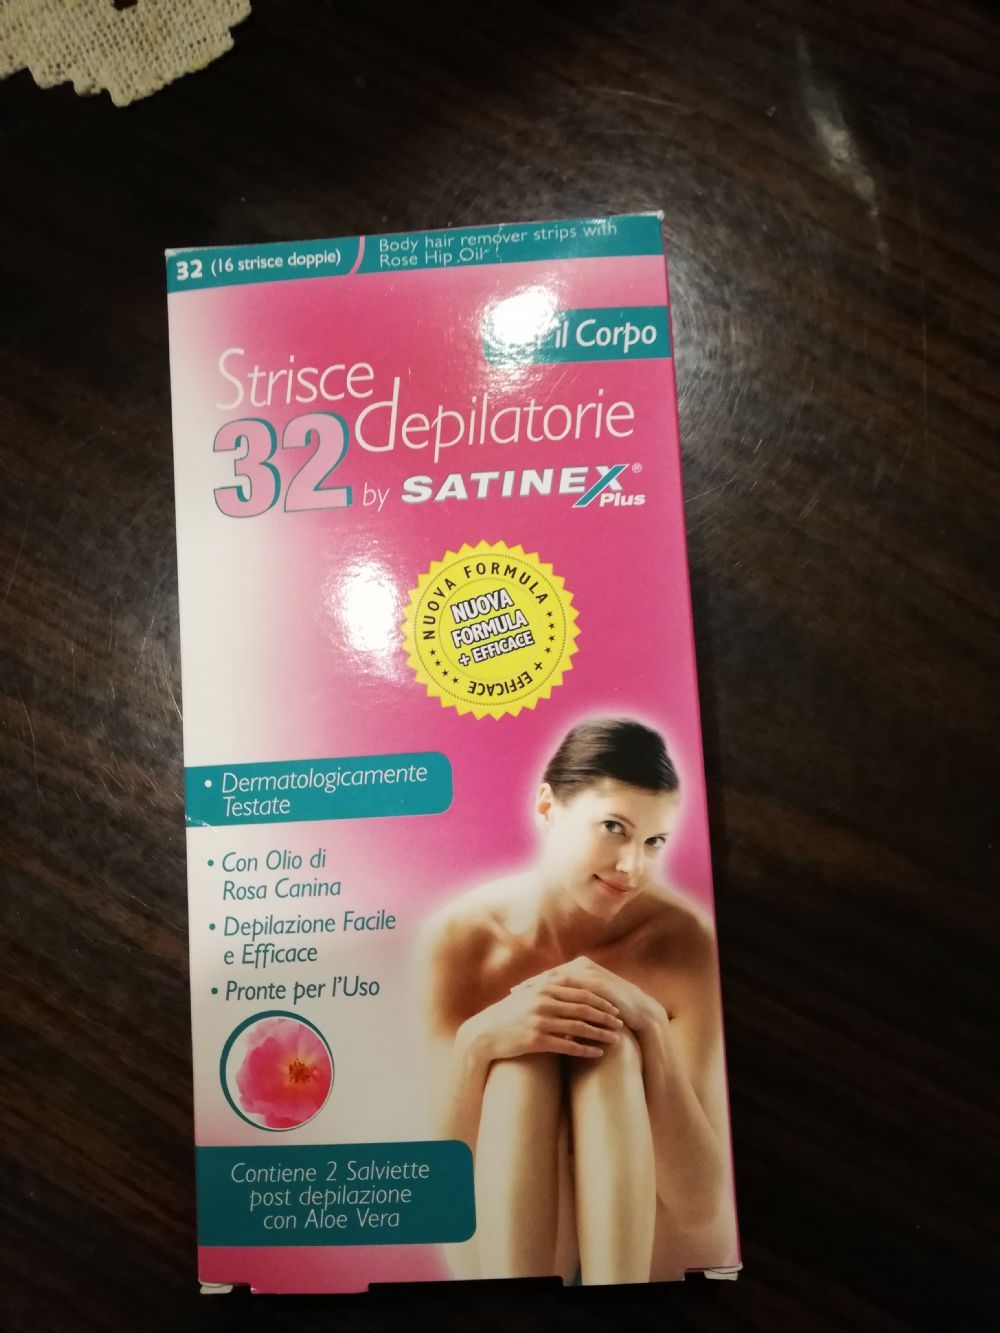 32 (16 strisce doppie)
Body hair remover strips with
Rose Hip Oil
il Corpo
Strisce
32 depilatorie
by SATINEX®
Plus
NUOVA FORMULA
NUOVA
FORMULA
+ EFFICACE
+ EFFICACE
• Dermatologicamente
Testate
• Con Olio di
Rosa Canina
• Depilazione Facile
e Efficace
• Pronte per l'Uso
Contiene 2 Salviette
post depilazione
con Aloe Vera